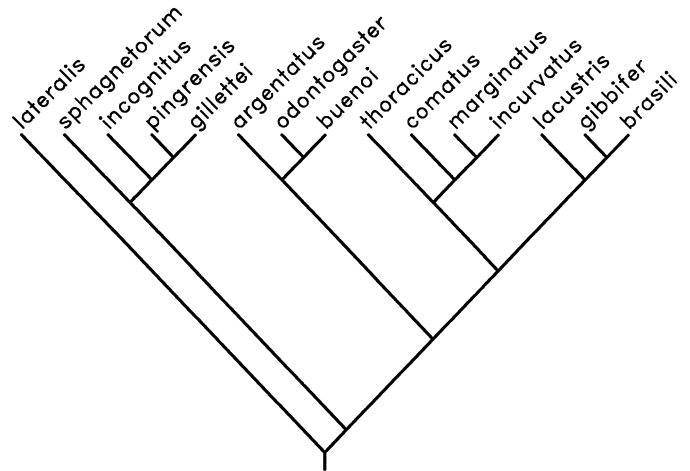 lateralis
sphagnetorum
incognitus
pingrensis
gillettei
argentatus
odontogaster
buenoi
thoracicus
comatus
marginatus
incurvatus
lacustris
gibbifer
brasili